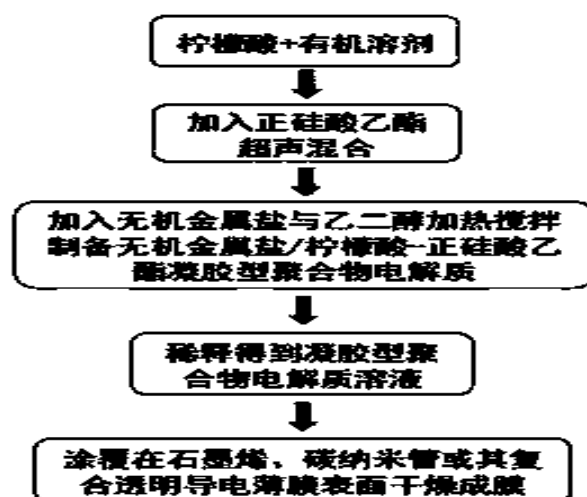 柠檬酸+有机溶剂
加入正硅酸乙酯
超声混合
加入无机金属盐与乙二醇加热搅拌
制备无机金属盐/柠檬酸-正硅酸乙
酯凝胶型聚合物电解质
稀释得到凝胶型聚
合物电解质溶液
涂覆在石墨烯、碳纳米管或其复
合透明导电薄膜表面干燥成膜